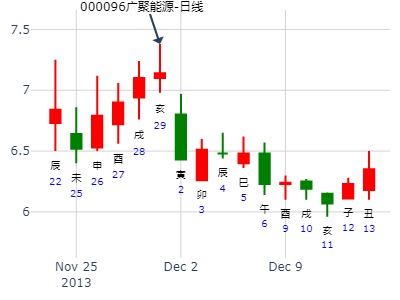 000096广聚能源-日线
7.5
7
6.5
6
辰
22
未
25
申
26
酉
27
戌
28
亥
29
寅
2
卯
3
辰
4
巳
5
午
6
酉
9
戌
10
亥
11
子
12
丑
13
Nov 25
2013
Dec 2
Dec 9